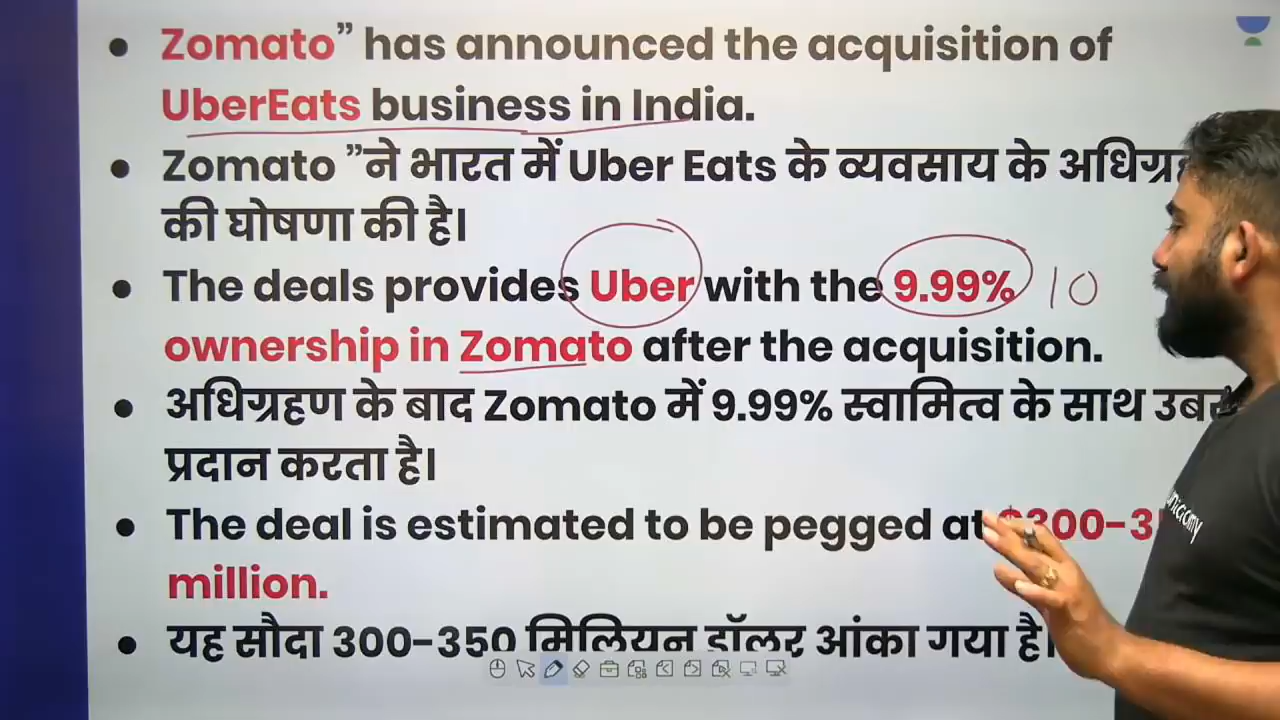 Zomato” has announced the acquisition of
UberEats business in India.
Zomato ”ने भारत में Uber Eats के व्यवसाय के
की घोषणा की है।
The deals provides Uber with the 9.99% 10
ownership in Zomato after the acquisition.
अधिग्रहण के बाद Zomato में 9.99% स्वामित्व के साथ
प्रदान करता है।
The deal is estimated to be pegged at
million.
यह सौदा 300-350 मिलियन डॉलर आंका गया है।